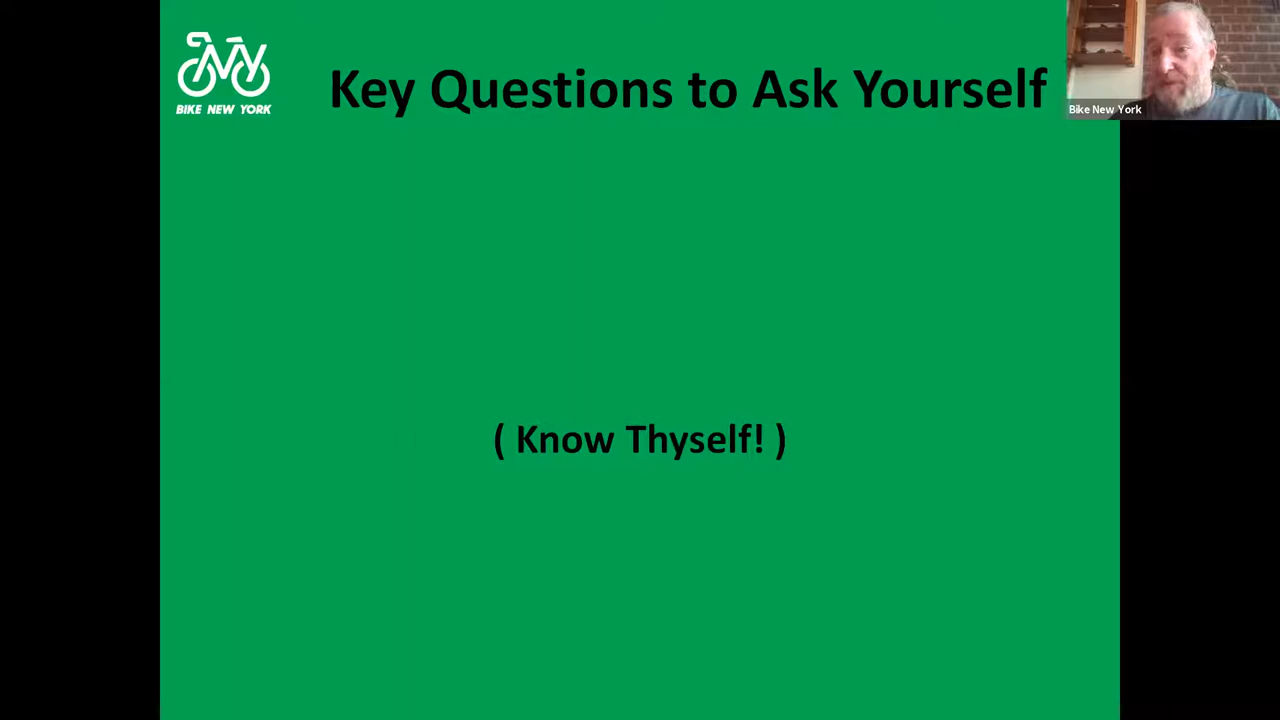 BIKE NEW YORK
Key Questions to Ask Yourself
Bike New York
( Know Thyself! )